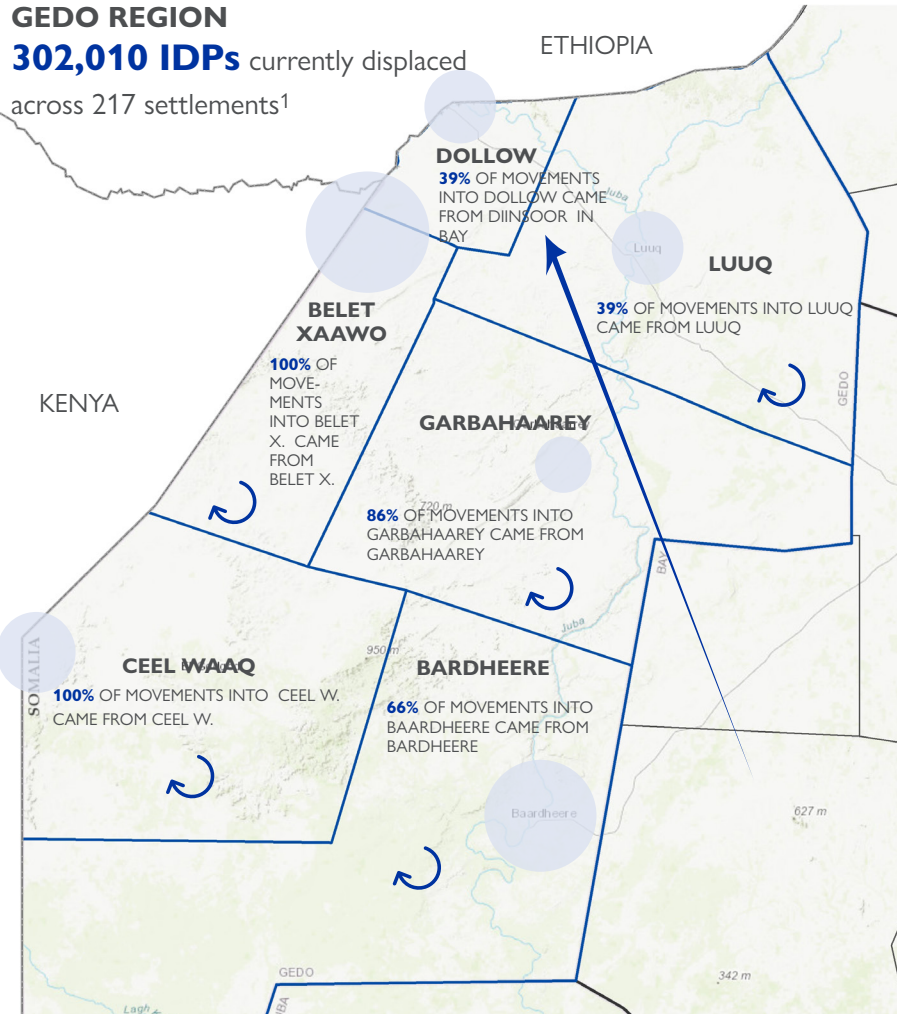 GEDO REGION
302,010 IDPs currently displaced
across 217 settlements1
ETHIOPIA
DOLLOW
39% OF MOVEMENTS
INTO DOLLOW CAME
FROM DIINSOOR IN
BAY
Juba
Luuq
LUUQ
39% OF MOVEMENTS INTO LUUQ
CAME FROM LUUQ
BELET
XAAWO
100% OF
MOVE-
MENTS
INTO BELET
X. CAME
FROM
BELET X.
KENYA
GEDO
GARBAHAAREY
720 m
86% OF MOVEMENTS INTO
GARBAHAAREY CAME FROM
GARBAHAAREY
BAY
Juba
950 m
SOMALIA
CEEL WAAQ
100% OF MOVEMENTS INTO CEEL W.
CAME FROM CEEL W.
BARDHEERE
66% OF MOVEMENTS INTO
BAARDHEERE CAME FROM
BARDHEERE
Baardheere
627 m
GEDO
342 m
Lagh